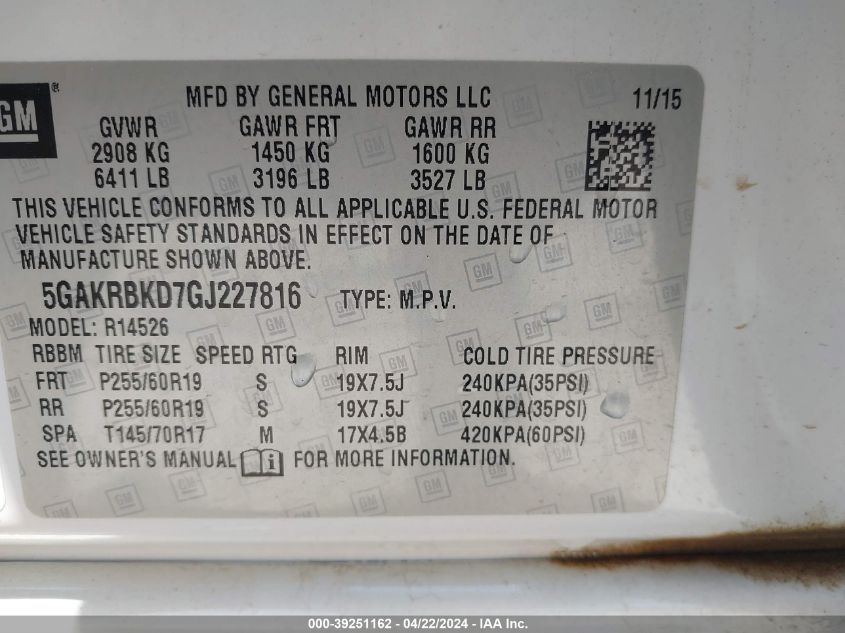 GM ®
MFD BY GENERAL MOTORS LLC 11/15
GVWR GAWR FRT GAWR RR
2908 KG 1450 KG 1600 KG
6411 LB 3196 LB 3527 LB
THIS VEHICLE CONFORMS TO ALL APPLICABLE U.S. FEDERAL MOTOR
VEHICLE SAFETY STANDARDS IN EFFECT ON THE DATE OF
MANUFACTURE SHOWN ABOVE.
5GAKRBKD7GJ227816 TYPE: M.P.V.
MODEL: R14526
RBBM TIRE SIZE SPEED RTG RIM COLD TIRE PRESSURE
FRT P255/60R19 S 19X7.5J 240KPA(35PSI)
RR P255/60R19 S 19X7.5J 240KPA(35PSI)
SPA T145/70R17 M 17X4.5B 420KPA(60PSI)
SEE OWNER'S MANUAL i FOR MORE INFORMATION.
000-39251162 - 04/22/2024 - IAA Inc.